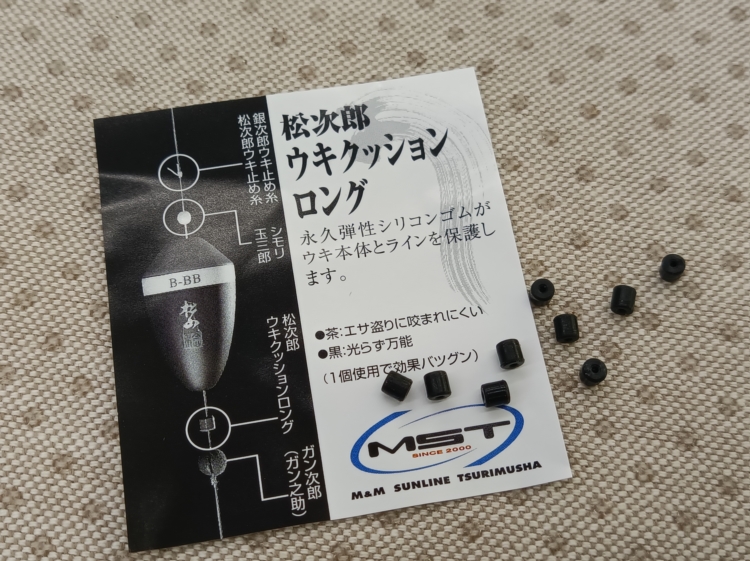 松次郎
ウキクッション
ロング
永久弾性シリコンゴムが
ウキ本体とラインを保護し
ます。
●茶:エサ盗りに咬まれにくい
●黒:光らず万能
(1個使用で効果バツグン)
MST
SINCE 2000
M&M SUNLINE TSURIMUSHA
銀次郎ウキ止め糸
松次郎ウキ止め糸
シモリ
玉三郎
B-BB
松山
松次郎
ウキクッションロング
ガン次郎
(ガン之助)